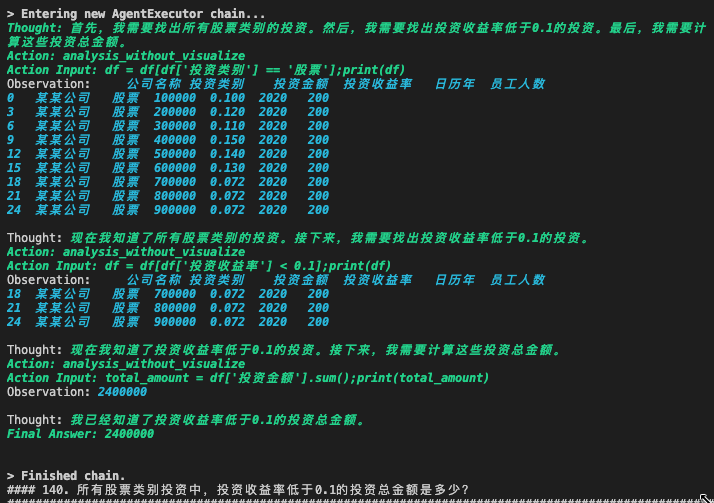 > Entering new AgentExecutor chain...
Thought: 首先，我需要找出所有股票类别的投资。然后，我需要找出投资收益率低于0.1的投资。最后，我需要计
算这些投资总金额。
Action: analysis_without_visualize
Action Input: df = df[df['投资类别'] == '股票'];print(df)
Observation: 公司名称 投资类别 投资金额 投资收益率 日历年 员工人数
0 某某公司 股票 100000 0.100 2020 200
3 某某公司 股票 200000 0.120 2020 200
6 某某公司 股票 300000 0.110 2020 200
9 某某公司 股票 400000 0.150 2020 200
12 某某公司 股票 500000 0.140 2020 200
15 某某公司 股票 600000 0.130 2020 200
18 某某公司 股票 700000 0.072 2020 200
21 某某公司 股票 800000 0.072 2020 200
24 某某公司 股票 900000 0.072 2020 200
Thought: 现在我知道了所有股票类别的投资。接下来，我需要找出投资收益率低于0.1的投资。
Action: analysis_without_visualize
Action Input: df = df[df['投资收益率'] < 0.1];print(df)
Observation: 公司名称 投资类别 投资金额 投资收益率 日历年 员工人数
18 某某公司 股票 700000 0.072 2020 200
21 某某公司 股票 800000 0.072 2020 200
24 某某公司 股票 900000 0.072 2020 200
Thought: 现在我知道了投资收益率低于0.1的投资。接下来，我需要计算这些投资总金额。
Action: analysis_without_visualize
Action Input: total_amount = df['投资金额'].sum();print(total_amount)
Observation: 2400000
Thought: 我已经知道了投资收益率低于0.1的投资总金额。
Final Answer: 2400000
> Finished chain.
#### 140. 所有股票类别投资中，投资收益率低于0.1的投资总金额是多少?